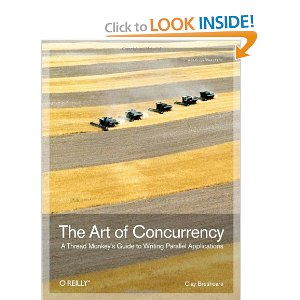 Click to LOOK INSIDE!
The Art of Concurrency
A Thread Monkey's Guide to Writing Parallel Applications
O'REILLY
Clay Breshears